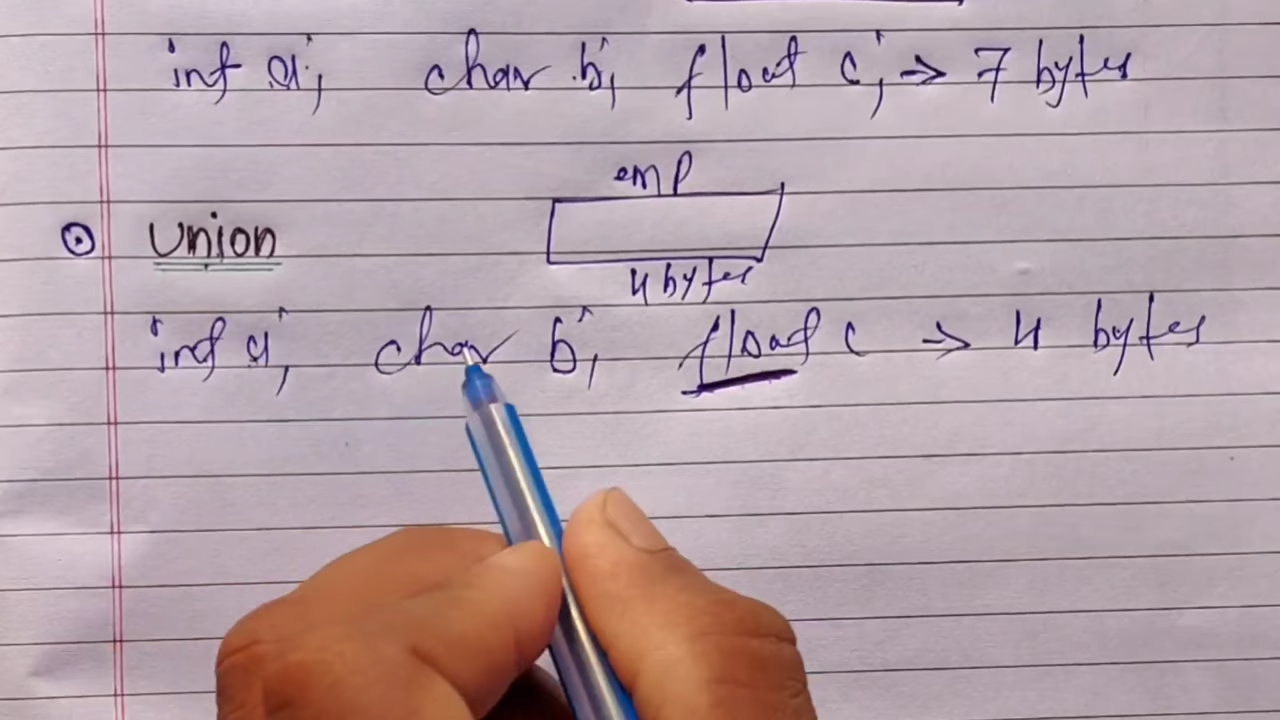 int a; char b; float c; → 7 bytes
emp
Union
4 bytes
int a; char b; float c → 4 bytes